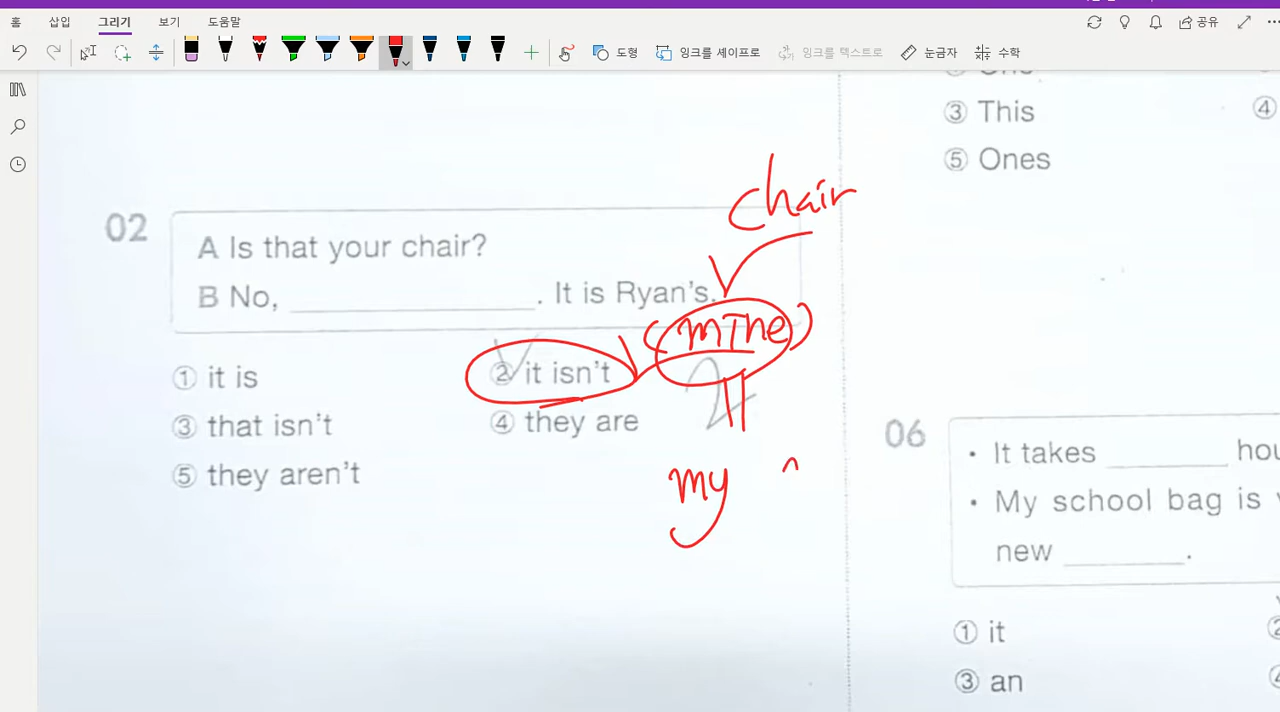 홈 삽입 그리기 보기 도움말
공유
도형 잉크를 셰이프로 잉크를 텍스트로 눈금자 수학
02
chair
A Is that your chair?
B No, ____________. It is Ryan's.
(mine)
① it is
② it isn't
③ that isn't
④ they are
⑤ they aren't
my
③ This
④
⑤ Ones
06
• It takes ______
• My school bag is
new ______.
① it
③ an